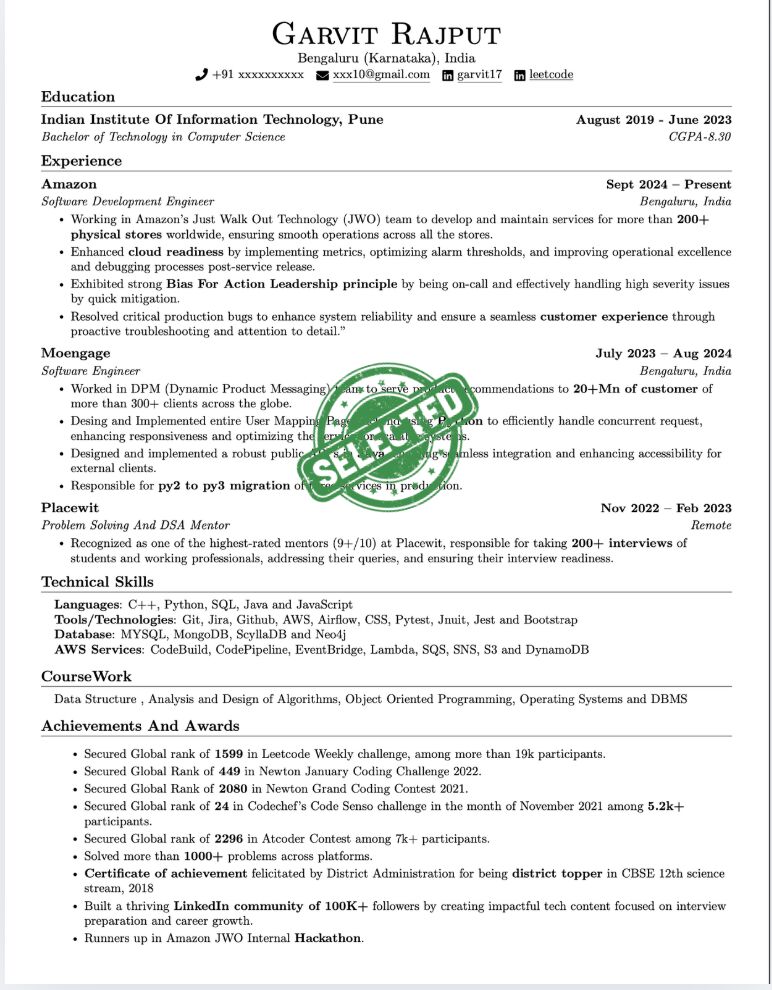 Garvit Rajput
Bengaluru (Karnataka), India
+91 xxxxxxxxxx xxx10@gmail.com garvit17 leetcode
Education
Indian Institute Of Information Technology, Pune August 2019 - June 2023
Bachelor of Technology in Computer Science CGPA-8.30
Experience
Amazon Sept 2024 – Present
Software Development Engineer Bengaluru, India
• Working in Amazon's Just Walk Out Technology (JWO) team to develop and maintain services for more than 200+
physical stores worldwide, ensuring smooth operations across all the stores.
• Enhanced cloud readiness by implementing metrics, optimizing alarm thresholds, and improving operational excellence
and debugging processes post-service release.
• Exhibited strong Bias For Action Leadership principle by being on-call and effectively handling high severity issues
by quick mitigation.
• Resolved critical production bugs to enhance system reliability and ensure a seamless customer experience through
proactive troubleshooting and attention to detail.”
Moengage July 2023 – Aug 2024
Software Engineer Bengaluru, India
• Worked in DPM (Dynamic Product Messaging) team to serve product recommendations to 20+Mn of customer of
more than 300+ clients across the globe.
• Desing and Implemented entire User Mapping Page using Python to efficiently handle concurrent request,
enhancing responsiveness and optimizing the systems.
• Designed and implemented a robust public seamless integration and enhancing accessibility for
external clients.
• Responsible for py2 to py3 migration of services in production.
SELECTED
Placewit Nov 2022 – Feb 2023
Problem Solving And DSA Mentor Remote
• Recognized as one of the highest-rated mentors (9+/10) at Placewit, responsible for taking 200+ interviews of
students and working professionals, addressing their queries, and ensuring their interview readiness.
Technical Skills
Languages: C++, Python, SQL, Java and JavaScript
Tools/Technologies: Git, Jira, Github, AWS, Airflow, CSS, Pytest, Jnuit, Jest and Bootstrap
Database: MYSQL, MongoDB, ScyllaDB and Neo4j
AWS Services: CodeBuild, CodePipeline, EventBridge, Lambda, SQS, SNS, S3 and DynamoDB
CourseWork
Data Structure , Analysis and Design of Algorithms, Object Oriented Programming, Operating Systems and DBMS
Achievements And Awards
• Secured Global rank of 1599 in Leetcode Weekly challenge, among more than 19k participants.
• Secured Global Rank of 449 in Newton January Coding Challenge 2022.
• Secured Global Rank of 2080 in Newton Grand Coding Contest 2021.
• Secured Global rank of 24 in Codechef's Code Senso challenge in the month of November 2021 among 5.2k+
participants.
• Secured Global rank of 2296 in Atcoder Contest among 7k+ participants.
• Solved more than 1000+ problems across platforms.
• Certificate of achievement felicitated by District Administration for being district topper in CBSE 12th science
stream, 2018
• Built a thriving LinkedIn community of 100K+ followers by creating impactful tech content focused on interview
preparation and career growth.
• Runners up in Amazon JWO Internal Hackathon.